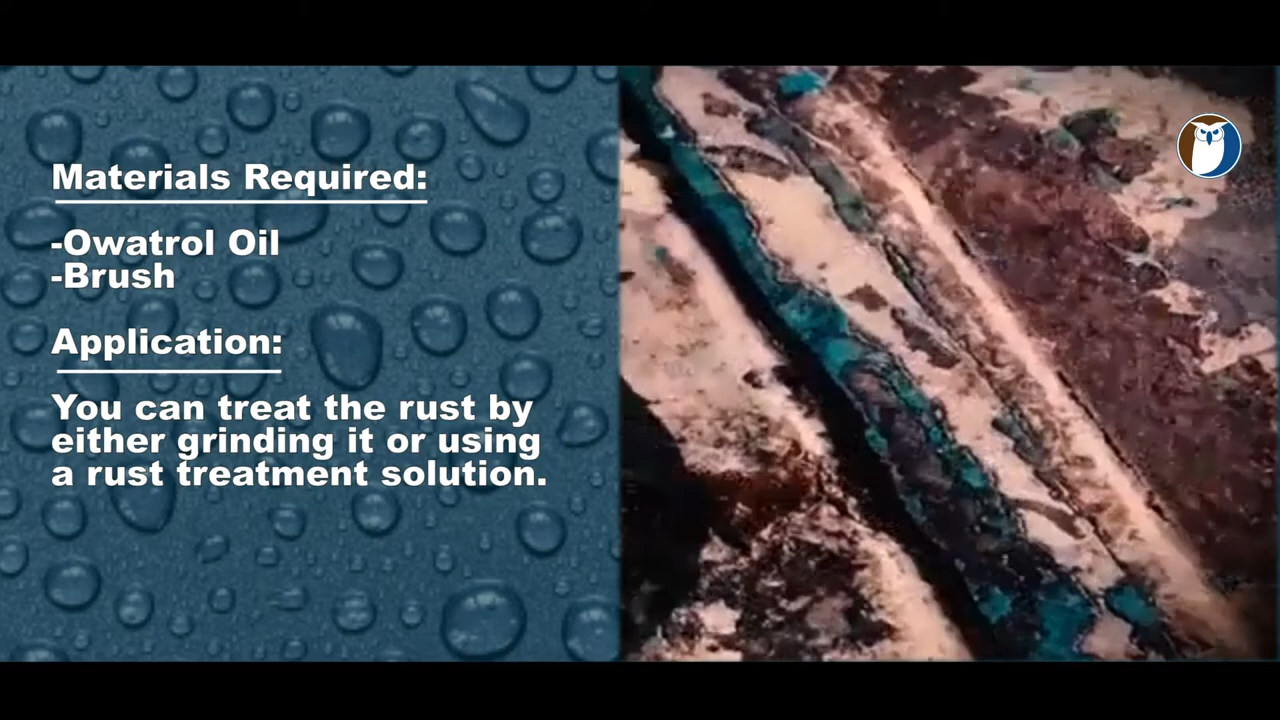 Materials Required:
-Owatrol Oil
-Brush
Application:
You can treat the rust by
either grinding it or using
a rust treatment solution.